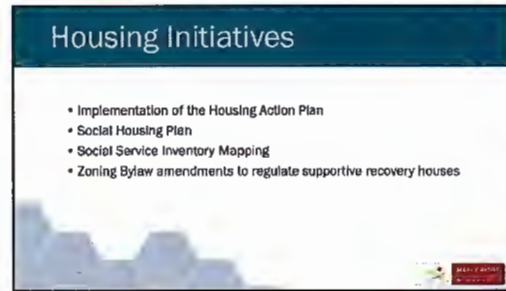 Housing Initiatives
• Implementation of the Housing Action Plan
• Social Housing Plan
• Social Service Inventory Mapping
• Zoning Bylaw amendments to regulate supportive recovery houses